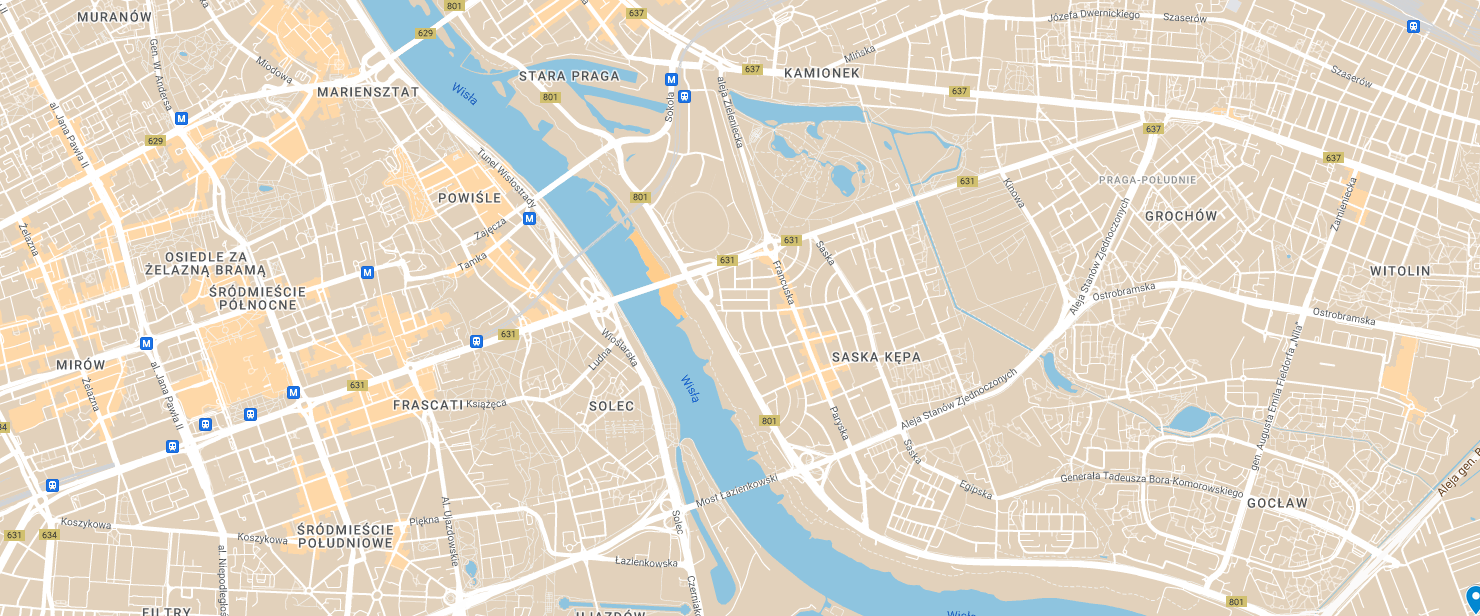 801
637
Józefa Dwernickiego
Szaserów
MURANÓW
629
Mińska
Gen. W. Andersa
Miodowa
STARA PRAGA
M
637
KAMIONEK
Szaserów
MARIENSZTAT
Wisła
801
637
al. Jana Pawła II
M
Sokola
aleja Zieleniecka
629
637
637
Tunel Wisłostrady
631
PRAGA-POŁUDNIE
POWIŚLE
801
Kinowa
Zamieniecka
GROCHÓW
M
Zajęcza
Żelazna
631
Saska
OSIEDLE ZA
ŻELAZNĄ BRAMĄ
Tamka
631
Aleja Stanów Zjednoczonych
WITOLIN
M
Francuska
ŚRÓDMIEŚCIE
PÓŁNOCNE
Ostrobramska
Ostrobramska
631
M
Wioślarska
Ludna
SASKA KĘPA
MIRÓW
al. Jana Pawła II
Żelazna
631
M
Wisła
gen. Augusta Emila Fieldorfa „Nila”
FRASCATI
Książęca
SOLEC
Aleja Stanów Zjednoczonych
801
Paryska
34
Saska
Most Łazienkowski
Egipska
Generała Tadeusza Bora-Komorowskiego
Aleja gen. B
GOCŁAW
Koszykowa
631
634
Koszykowa
ŚRÓDMIEŚCIE
POŁUDNIOWE
Piękna
Al. Ujazdowskie
Solec
al. Niepodległoś
Łazienkowska
Czerniak
801
FILTRY
UJAZDÓW
Wisła